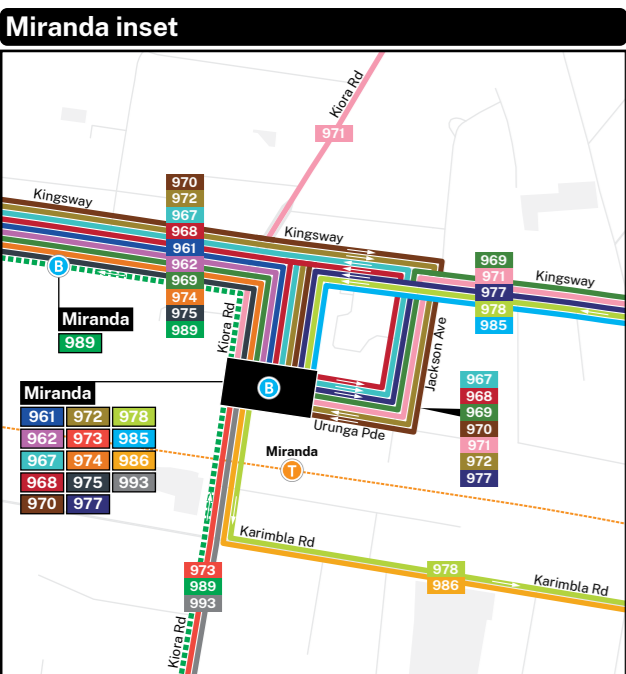 Miranda inset
Kiora Rd
971
Kingsway
970
972
967
968
961
962
969
974
975
989
Kingsway
969
971
977
978
985
Kingsway
B
Miranda
989
Kiora Rd
Jackson Ave
B
Miranda
961 972 978
962 973 985
967 974 986
968 975 993
970 977
967
968
969
970
971
972
977
Urunga Pde
Miranda
T
Karimbla Rd
973
989
993
978
986
Karimbla Rd
Kiora Rd